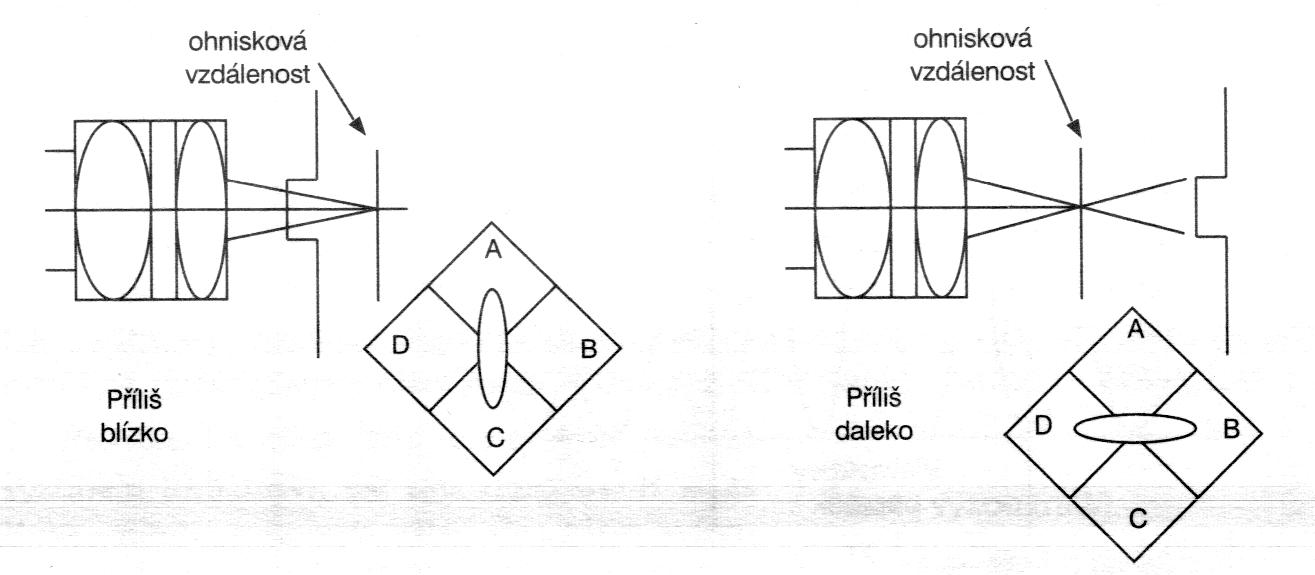 ohnisková
vzdálenost
A
D
B
C
Příliš
blízko
ohnisková
vzdálenost
A
D
B
C
Příliš
daleko